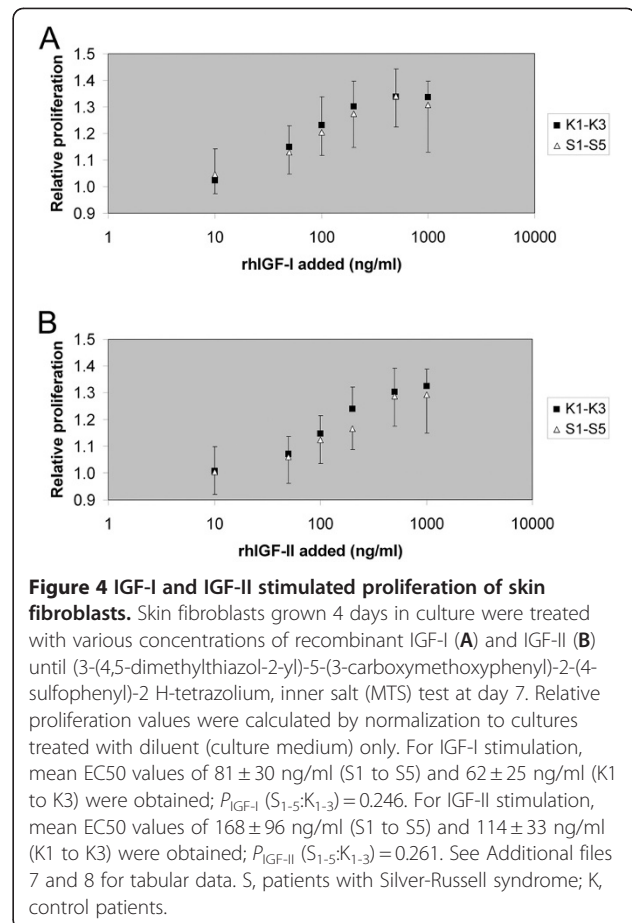 A
Relative proliferation
1.5
1.4
1.3
1.2
1.1
1.0
0.9
1 10 100 1000 10000
rhIGF-I added (ng/ml)
K1-K3
S1-S5
B
Relative proliferation
1.5
1.4
1.3
1.2
1.1
1.0
0.9
1 10 100 1000 10000
rhIGF-II added (ng/ml)
K1-K3
S1-S5
Figure 4 IGF-I and IGF-II stimulated proliferation of skin
fibroblasts. Skin fibroblasts grown 4 days in culture were treated
with various concentrations of recombinant IGF-I (A) and IGF-II (B)
until (3-(4,5-dimethylthiazol-2-yl)-5-(3-carboxymethoxyphenyl)-2-(4-
sulfophenyl)-2 H-tetrazolium, inner salt (MTS) test at day 7. Relative
proliferation values were calculated by normalization to cultures
treated with diluent (culture medium) only. For IGF-I stimulation,
mean EC50 values of 81 ± 30 ng/ml (S1 to S5) and 62 ± 25 ng/ml (K1
to K3) were obtained; P IGF-I (S1-5:K1-3) = 0.246. For IGF-II stimulation,
mean EC50 values of 168 ± 96 ng/ml (S1 to S5) and 114 ± 33 ng/ml
(K1 to K3) were obtained; P IGF-II (S1-5:K1-3) = 0.261. See Additional files
7 and 8 for tabular data. S, patients with Silver-Russell syndrome; K,
control patients.